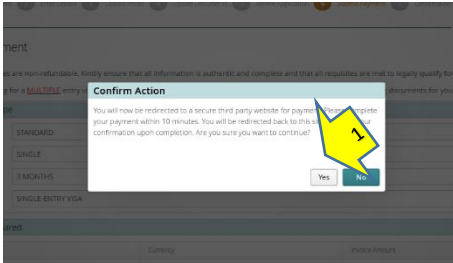 ment
es are non-refundable. Kindly ensure that all information is authentic and complete and that all requisites are met to legally qualify for
g for a MULTIPLE entry documents for you
Confirm Action
You will now be redirected to a secure third party website for payment. Please complete
your payment within 10 minutes. You will be redirected back to this our
confirmation upon completion. Are you sure you want to continue?
1
Yes No
STANDARD
SINGLE
3 MONTHS
SINGLE-ENTRY VISA
ured
Currency Invoice Amount